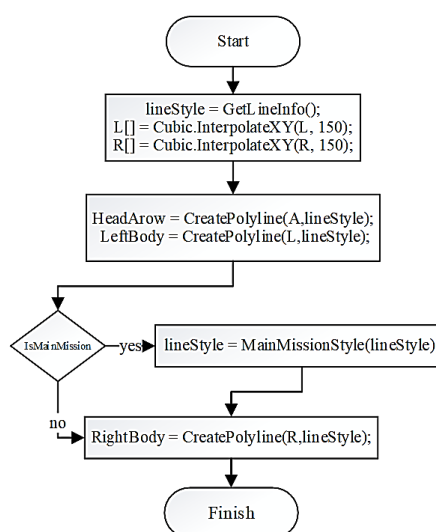 Start
lineStyle = GetLineInfo();
L[] = Cubic.InterpolateXY(L, 150);
R[] = Cubic.InterpolateXY(R, 150);
HeadArow = CreatePolyline(A,lineStyle);
LeftBody = CreatePolyline(L,lineStyle);
IsMainMission
yes
lineStyle = MainMissionStyle(lineStyle)
no
RightBody = CreatePolyline(R,lineStyle);
Finish